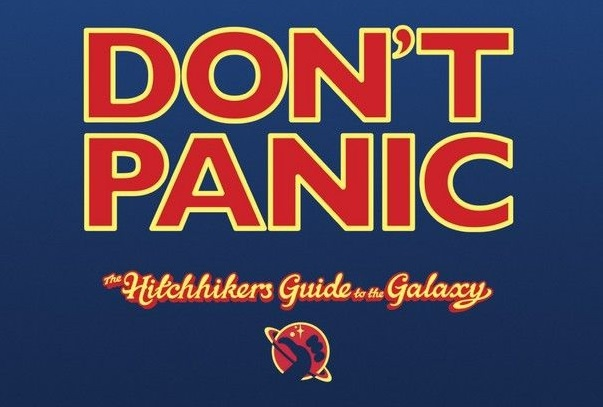 DON'T
PANIC
The Hitchhikers Guide to the Galaxy